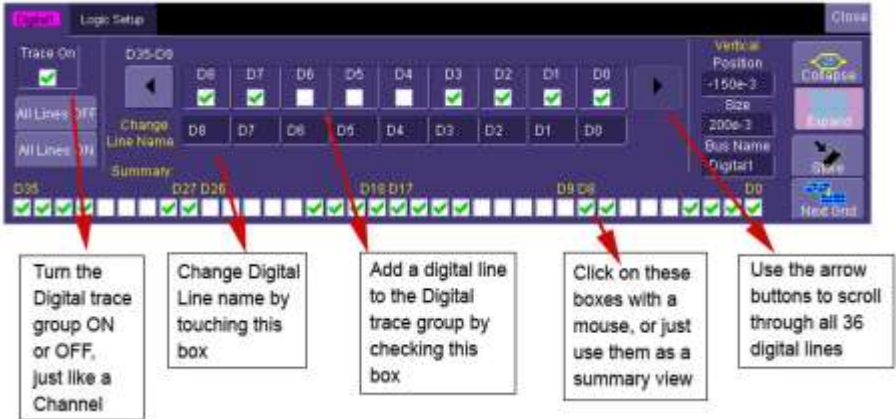 Digital1 Logic Setup Close
Trace On
D35-D9
D8 D7 D6 D5 D4 D3 D2 D1 D0
All Lines OFF
All Lines ON
Change
Line Name
D8 D7 D6 D5 D4 D3 D2 D1 D0
Summary:
D35 D27 D26 D18 D17 D9 D8 D0
Vertical
Position
-150e-3
Size
200e-3
Bus Name
Digital1
Collapse
Expand
Store
Next Grid
Turn the
Digital trace
group ON
or OFF,
just like a
Channel
Change Digital
Line name by
touching this
box
Add a digital line
to the Digital
trace group by
checking this
box
Click on these
boxes with a
mouse, or just
use them as a
summary view
Use the arrow
buttons to scroll
through all 36
digital lines